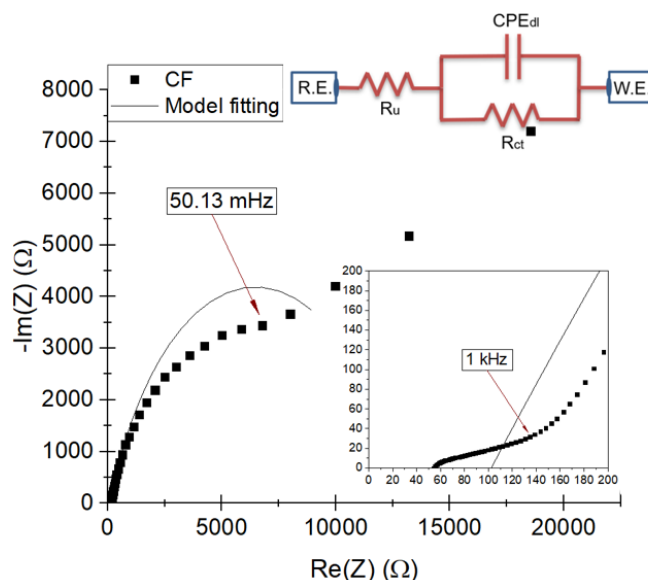 CPEdl
R.E.
W.E.
Ru
Rct
CF
Model fitting
50.13 mHz
-Im(Z) (Ω)
8000
7000
6000
5000
4000
3000
2000
1000
0
200
180
160
140
120
100
80
60
40
20
0
1 kHz
0 20 40 60 80 100 120 140 160 180 200
0 5000 10000 15000 20000
Re(Z) (Ω)